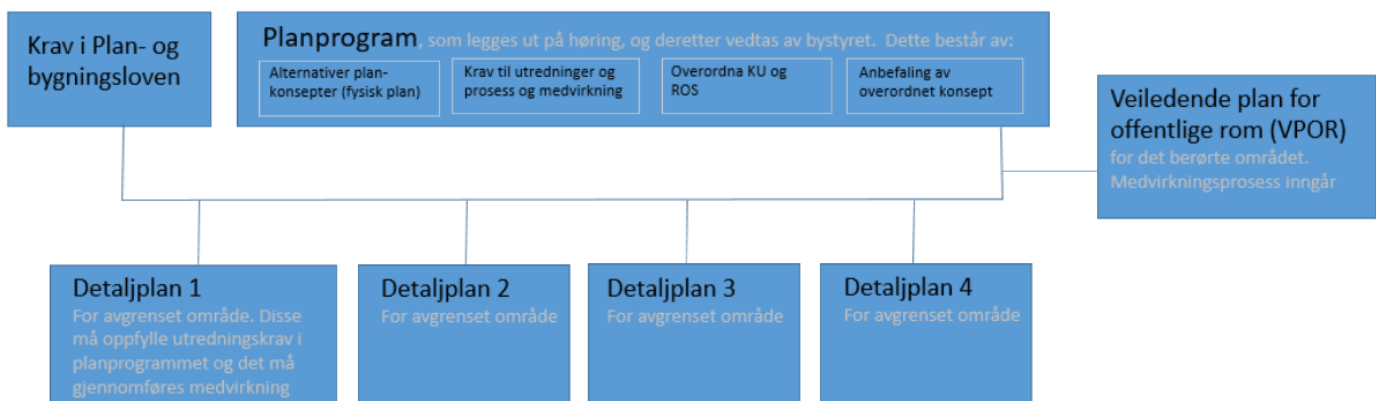 Krav i Plan- og
bygningsloven
Planprogram, som legges ut på høring, og deretter vedtas av bystyret.  Dette består av:
Alternativer plan-
konsepter (fysisk plan)
Krav til utredninger og
prosess og medvirkning
Overordna KU og
ROS
Anbefaling av
overordnet konsept
Veiledende plan for
offentlige rom (VPOR)
for det berørte området.
Medvirkningsprosess inngår
Detaljplan 1
For avgrenset område. Disse
må oppfylle utredningskrav i
planprogrammet og det må
gjennomføres medvirkning
Detaljplan 2
For avgrenset område
Detaljplan 3
For avgrenset område
Detaljplan 4
For avgrenset område